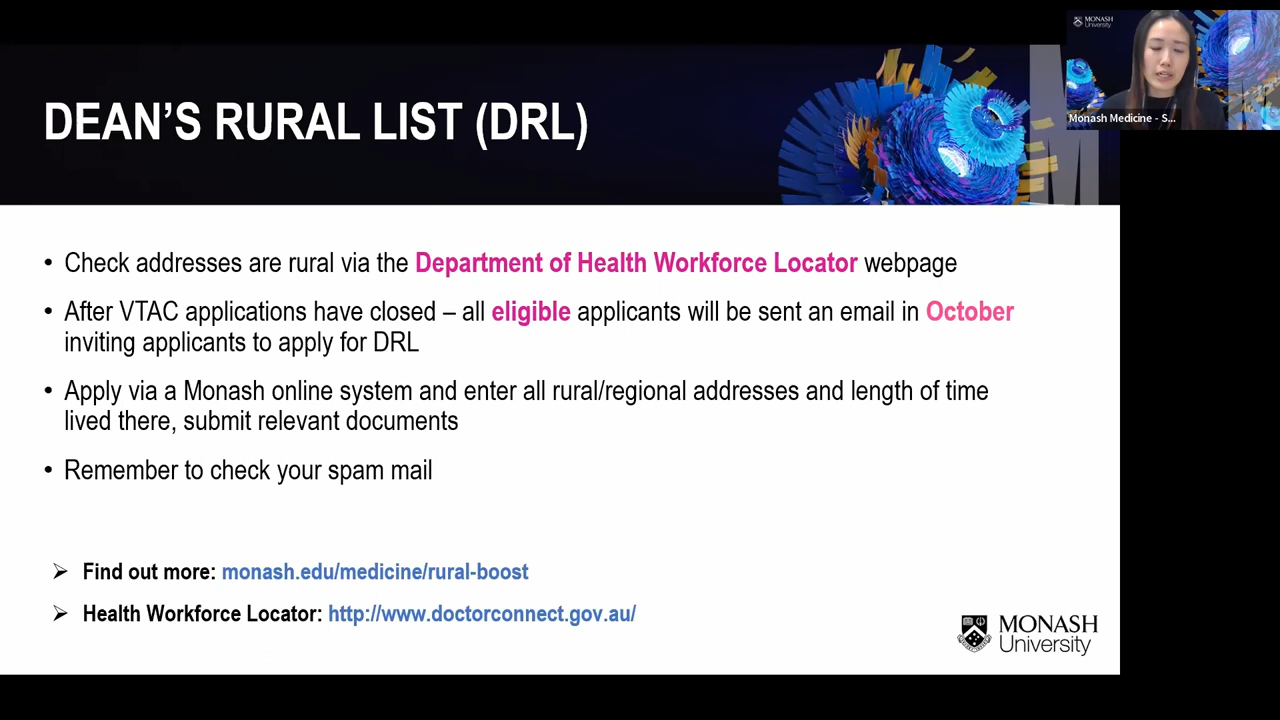 MONASH
University
Monash Medicine - S...
DEAN'S RURAL LIST (DRL)
• Check addresses are rural via the Department of Health Workforce Locator webpage
• After VTAC applications have closed – all eligible applicants will be sent an email in October
inviting applicants to apply for DRL
• Apply via a Monash online system and enter all rural/regional addresses and length of time
lived there, submit relevant documents
• Remember to check your spam mail
➢ Find out more: monash.edu/medicine/rural-boost
➢ Health Workforce Locator: http://www.doctorconnect.gov.au/
MONASH
University